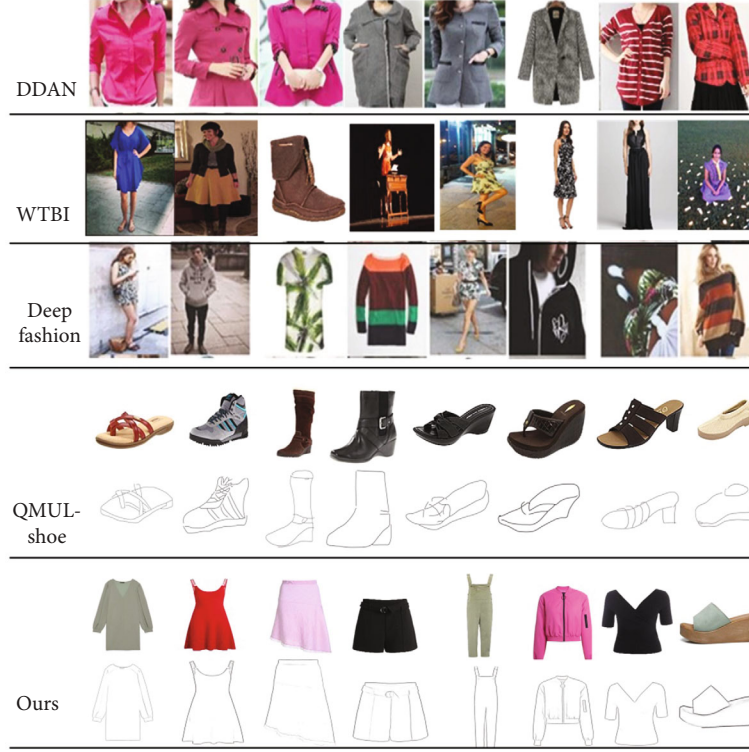 DDAN
WTBI
Deep
fashion
QMUL-
shoe
Ours